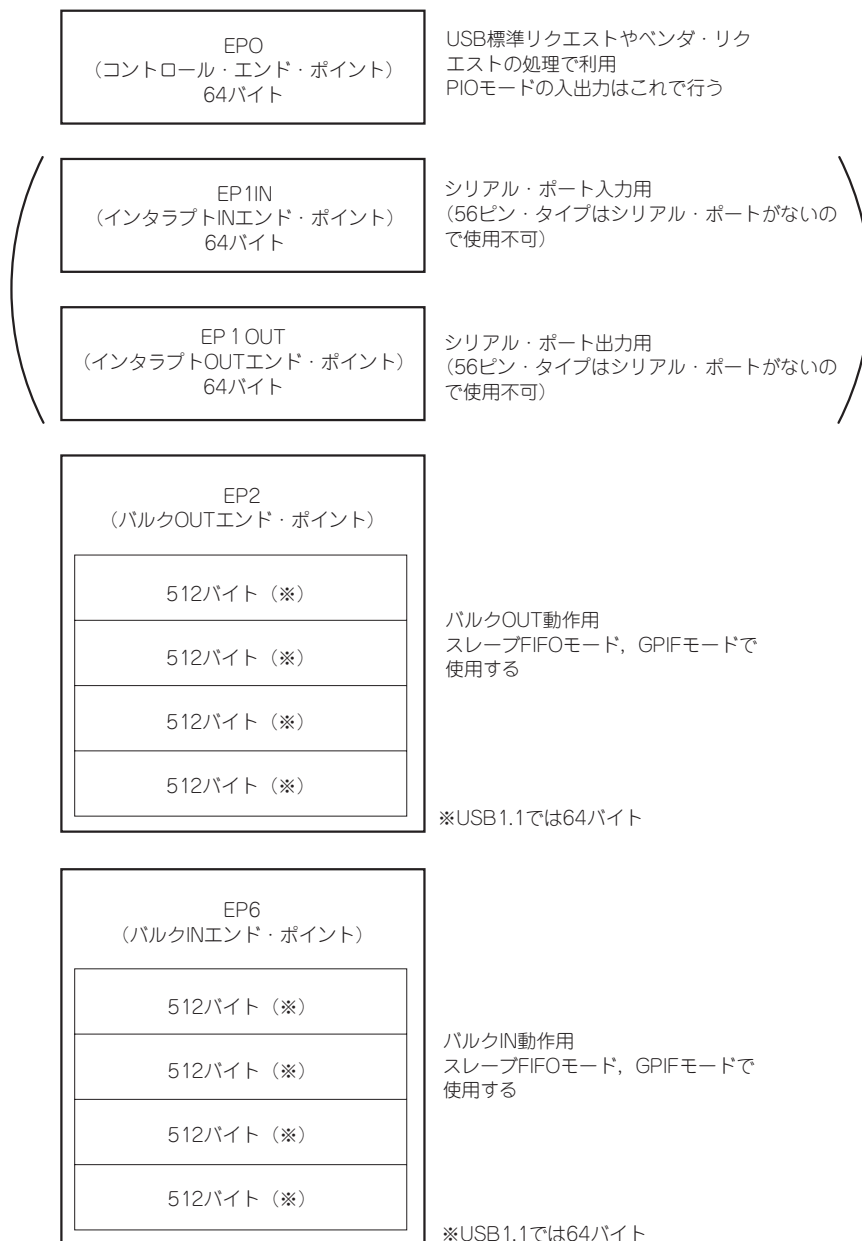 EP0
（コントロール・エンド・ポイント）
64バイト
USB標準リクエストやベンダ・リク
エストの処理で利用
PIOモードの入出力はこれで行う
EP1IN
（インタラプトINエンド・ポイント）
64バイト
シリアル・ポート入力用
（56ピン・タイプはシリアル・ポートがないの
で使用不可）
EP1OUT
（インタラプトOUTエンド・ポイント）
64バイト
シリアル・ポート出力用
（56ピン・タイプはシリアル・ポートがないの
で使用不可）
EP2
（バルクOUTエンド・ポイント）
512バイト（※）
512バイト（※）
512バイト（※）
512バイト（※）
バルクOUT動作用
スレーブFIFOモード，GPIFモードで
使用する
※USB1.1では64バイト
EP6
（バルクINエンド・ポイント）
512バイト（※）
512バイト（※）
512バイト（※）
512バイト（※）
バルクIN動作用
スレーブFIFOモード，GPIFモードで
使用する
※USB1.1では64バイト